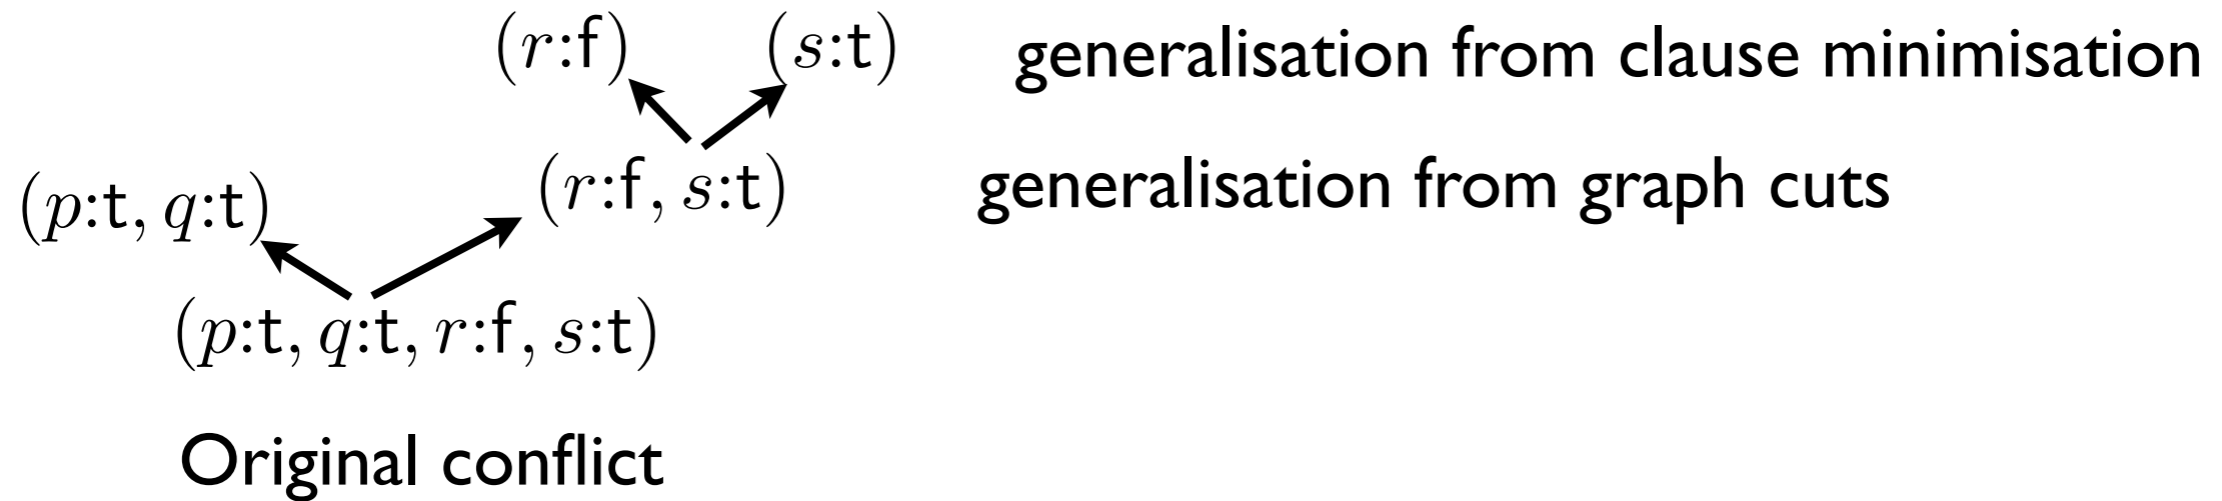 (r:f) (s:t) generalisation from clause minimisation
(p:t, q:t) (r:f, s:t) generalisation from graph cuts
(p:t, q:t, r:f, s:t)
Original conflict